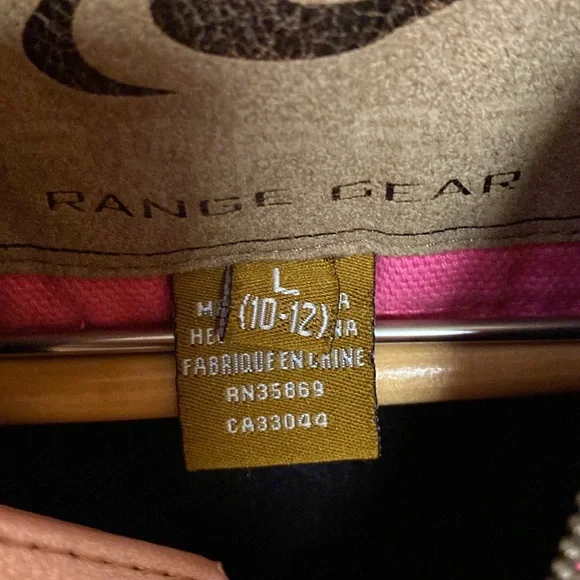 RANGE GEAR
L
(10-12)
FABRIQUE EN CHINE
RN35869
CA33044